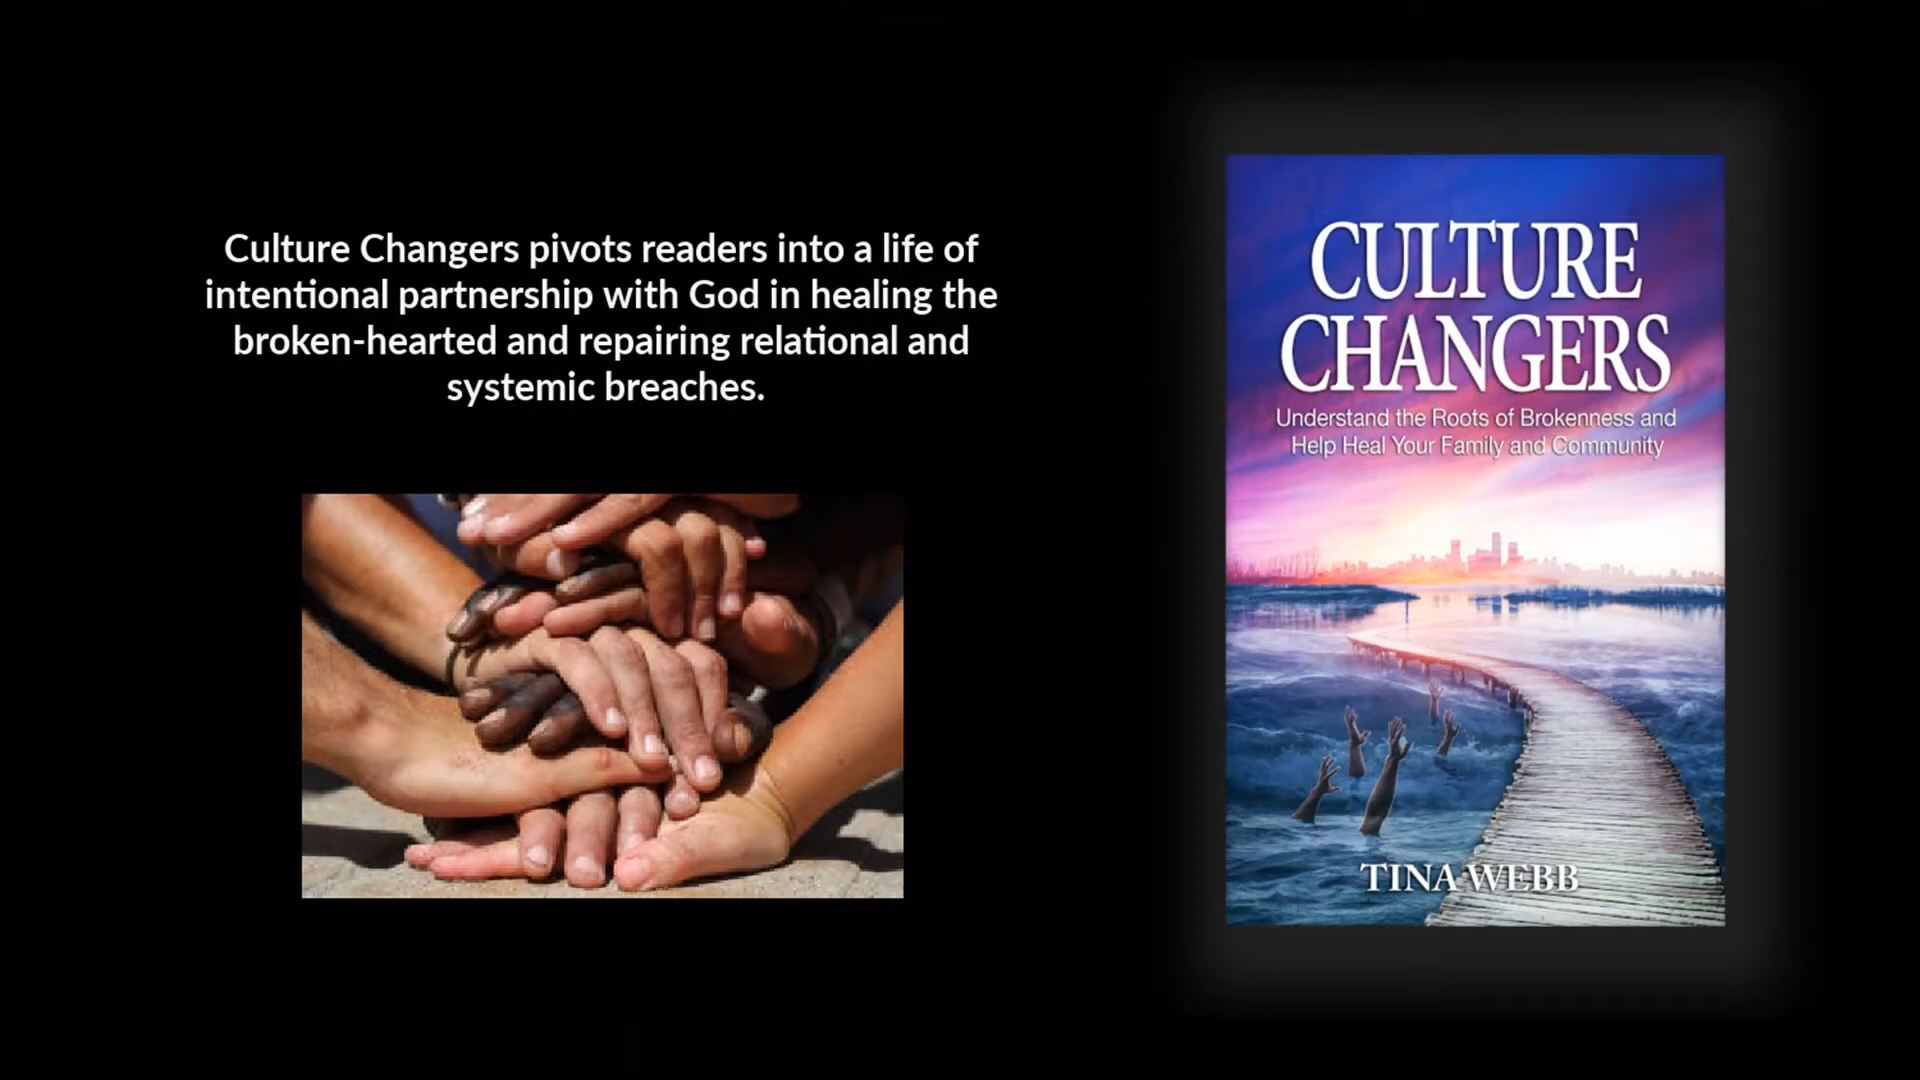 Culture Changers pivots readers into a life of
intentional partnership with God in healing the
broken-hearted and repairing relational and
systemic breaches.
CULTURE
CHANGERS
Understand the Roots of Brokenness and
Help Heal Your Family and Community
TINA WEBB